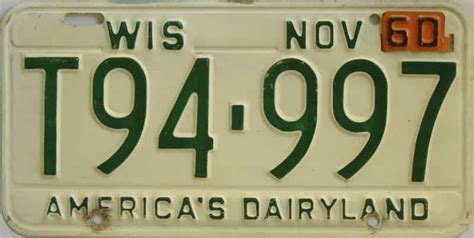 WIS NOV 60
T94-997
AMERICA'S DAIRYLAND